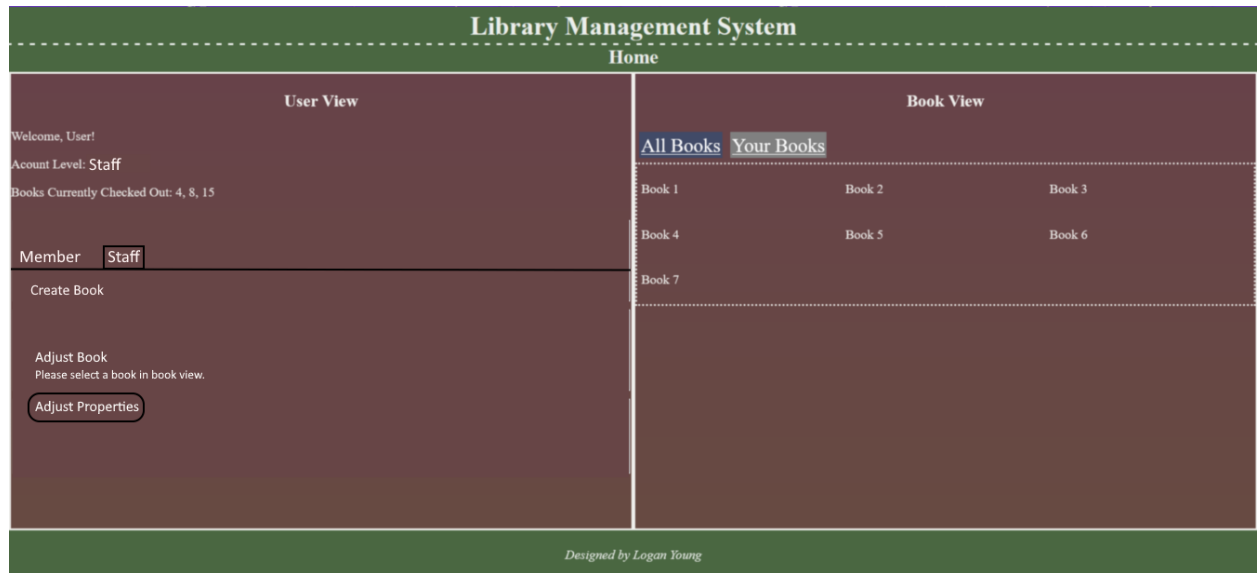 Library Management System
Home
User View
Welcome, User!
Acount Level: Staff
Books Currently Checked Out: 4, 8, 15
Member Staff
Create Book
Adjust Book
Please select a book in book view.
Adjust Properties
Book View
All Books Your Books
Book 1 Book 2 Book 3
Book 4 Book 5 Book 6
Book 7
Designed by Logan Young